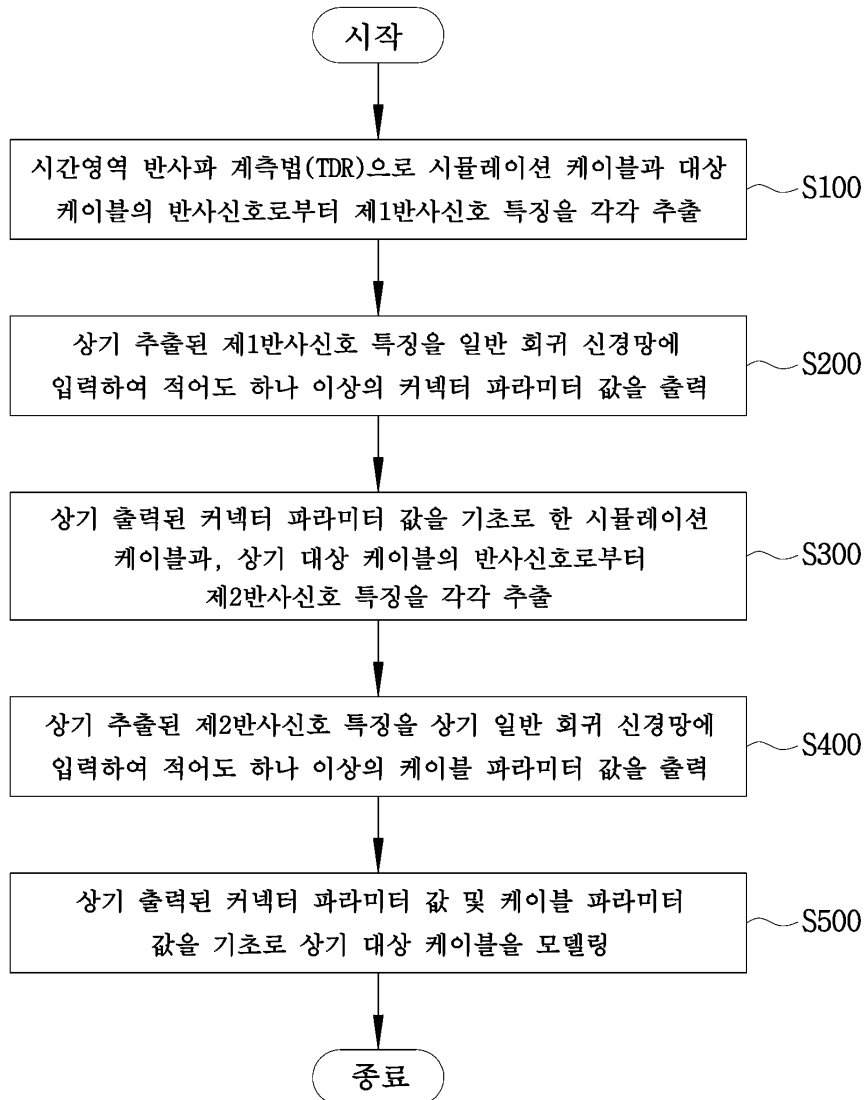 시작
시간영역 반사파 계측법(TDR)으로 시뮬레이션 케이블과 대상
케이블의 반사신호로부터 제1반사신호 특징을 각각 추출
S100
상기 추출된 제1반사신호 특징을 일반 회귀 신경망에
입력하여 적어도 하나 이상의 커넥터 파라미터 값을 출력
S200
상기 출력된 커넥터 파라미터 값을 기초로 한 시뮬레이션
케이블과, 상기 대상 케이블의 반사신호로부터
제2반사신호 특징을 각각 추출
S300
상기 추출된 제2반사신호 특징을 상기 일반 회귀 신경망에
입력하여 적어도 하나 이상의 케이블 파라미터 값을 출력
S400
상기 출력된 커넥터 파라미터 값 및 케이블 파라미터
값을 기초로 상기 대상 케이블을 모델링
S500
종료